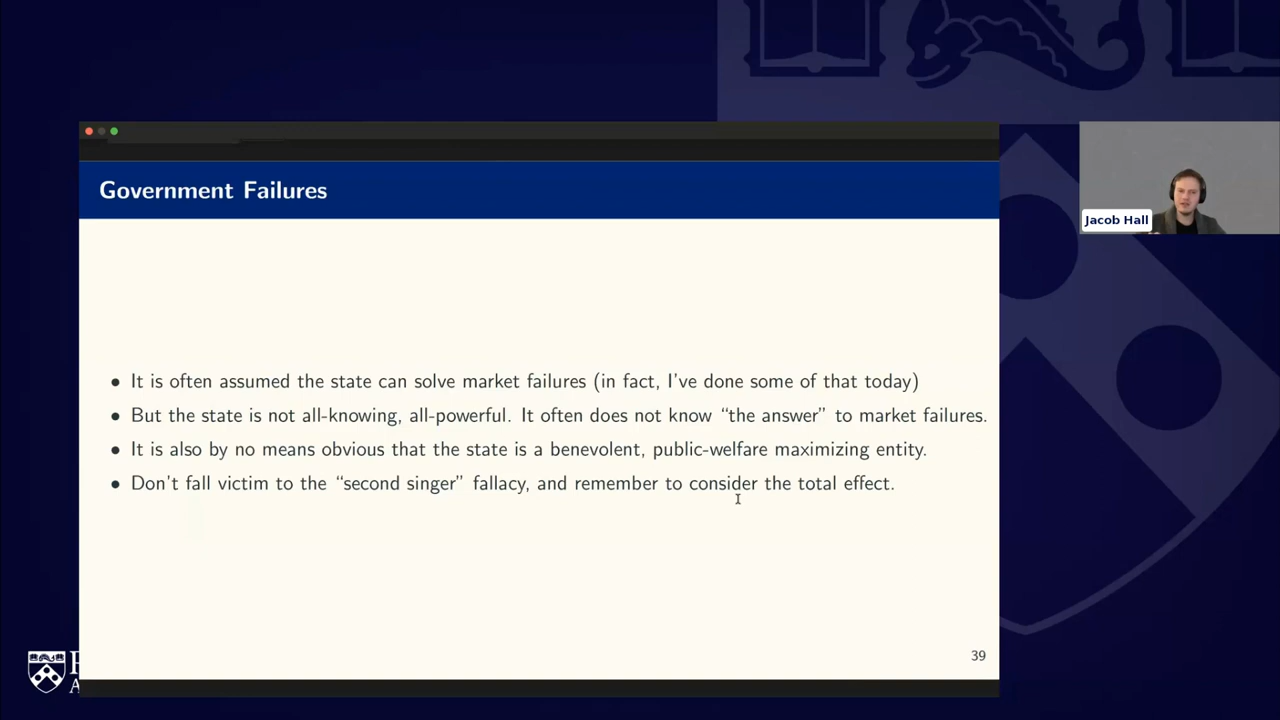 Government Failures
Jacob Hall
• It is often assumed the state can solve market failures (in fact, I've done some of that today)
• But the state is not all-knowing, all-powerful. It often does not know “the answer” to market failures.
• It is also by no means obvious that the state is a benevolent, public-welfare maximizing entity.
• Don't fall victim to the “second singer” fallacy, and remember to consider the total effect.
39